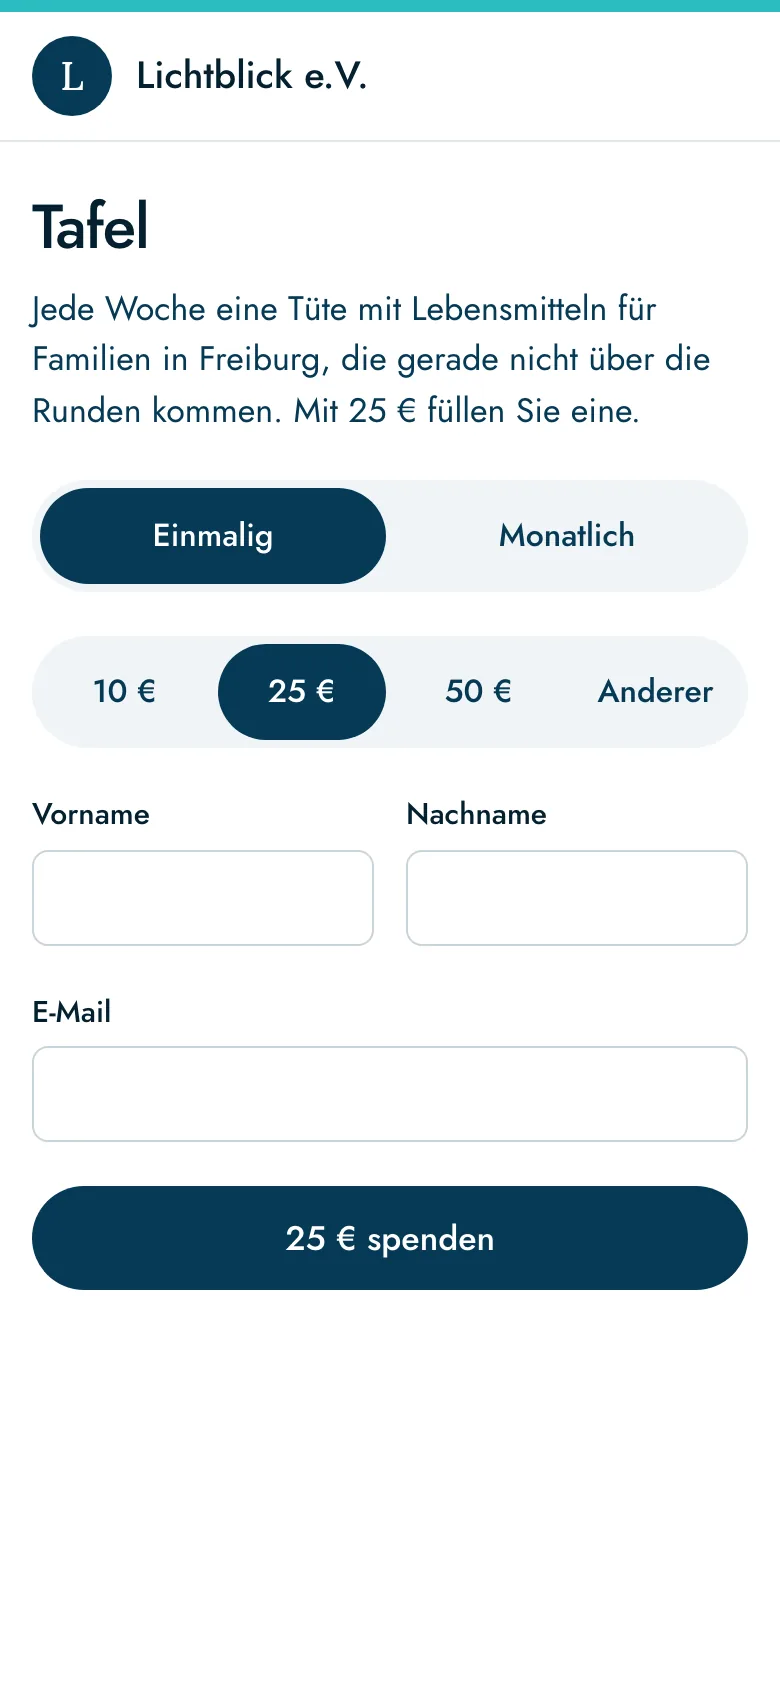 L
Lichtblick e.V.
Tafel
Jede Woche eine Tüte mit Lebensmitteln für
Familien in Freiburg, die gerade nicht über die
Runden kommen. Mit 25 € füllen Sie eine.
Einmalig
Monatlich
10 €
25 €
50 €
Anderer
Vorname
Nachname
E-Mail
25 € spenden